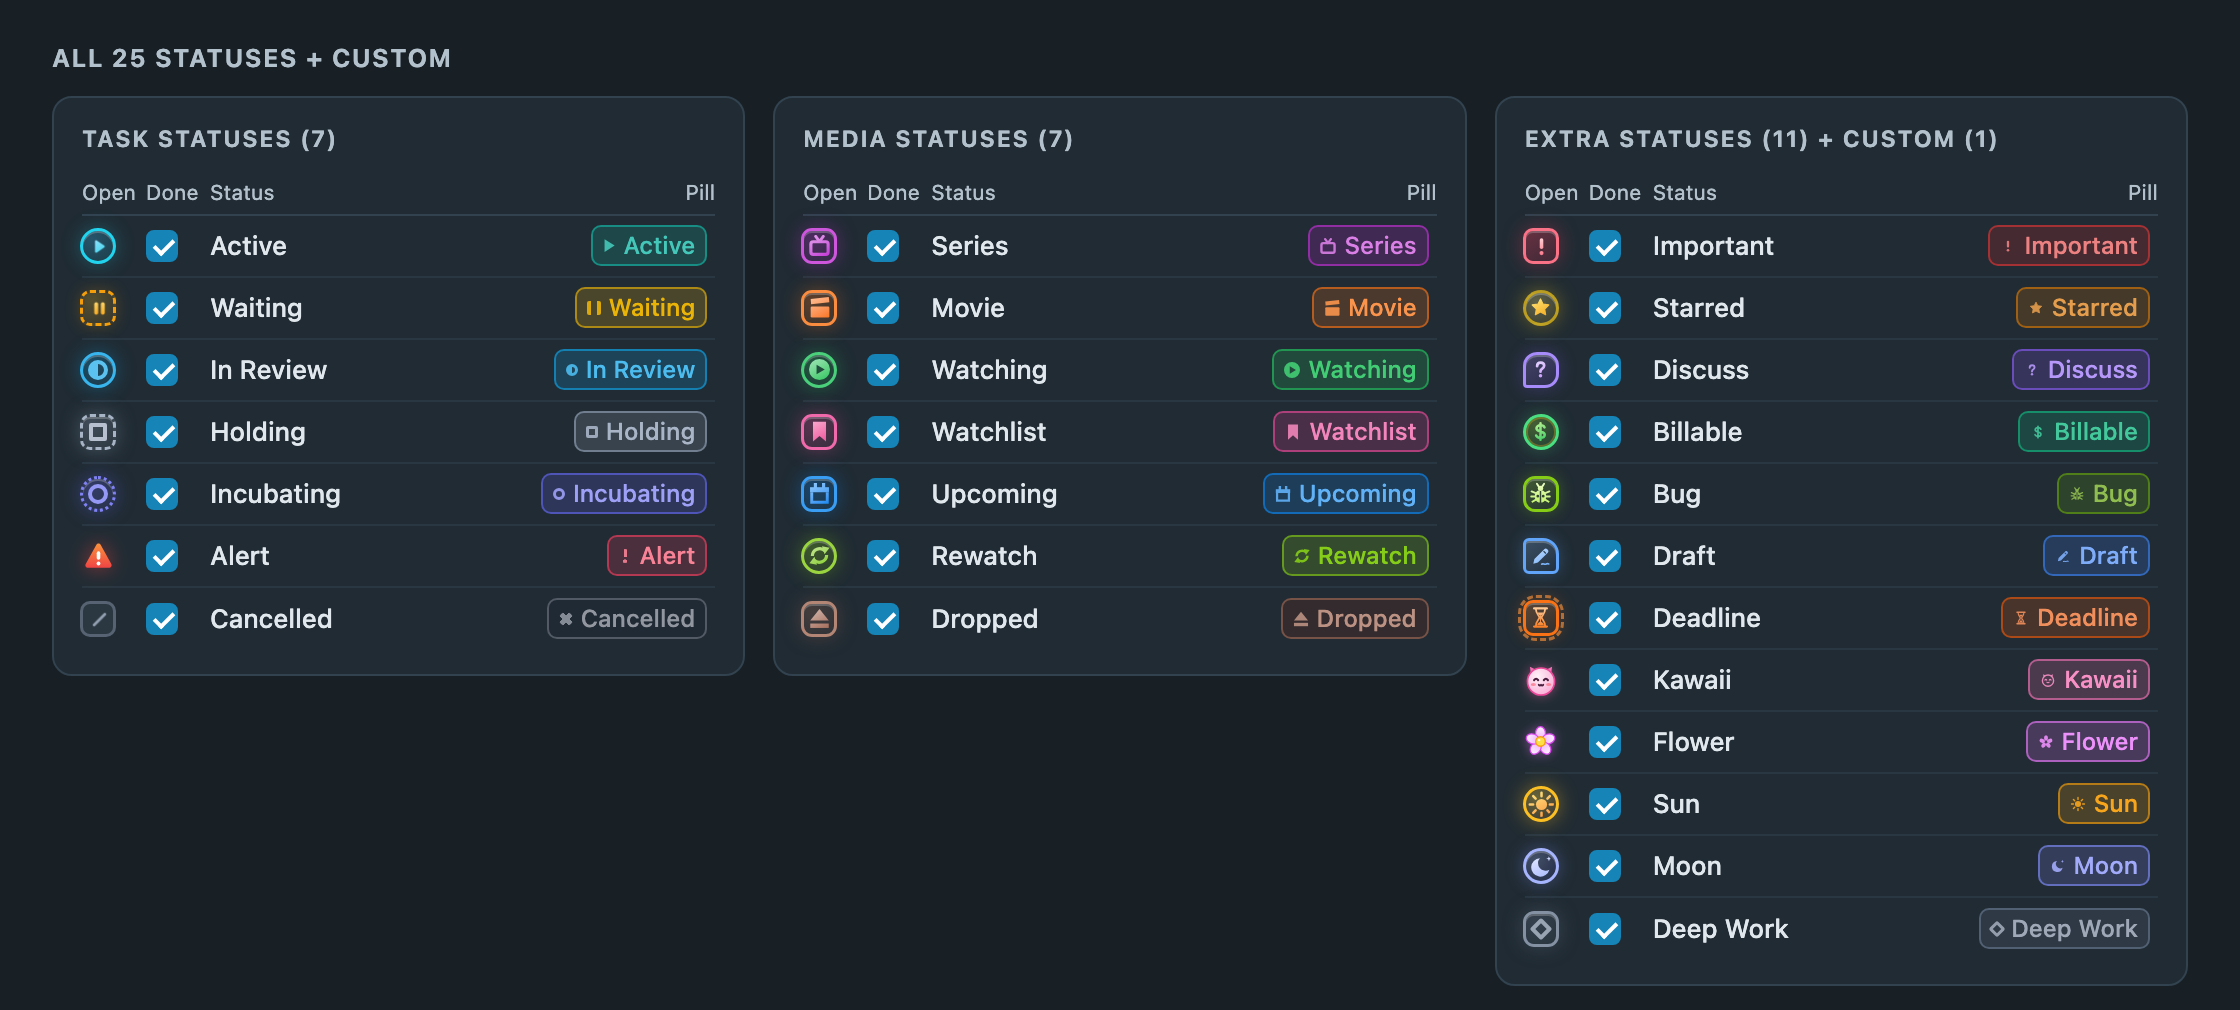 ALL 25 STATUSES + CUSTOM
TASK STATUSES (7)
Open Done Status Pill
Active Active
Waiting Waiting
In Review In Review
Holding Holding
Incubating Incubating
Alert Alert
Cancelled Cancelled
MEDIA STATUSES (7)
Open Done Status Pill
Series Series
Movie Movie
Watching Watching
Watchlist Watchlist
Upcoming Upcoming
Rewatch Rewatch
Dropped Dropped
EXTRA STATUSES (11) + CUSTOM (1)
Open Done Status Pill
Important Important
Starred Starred
Discuss Discuss
Billable Billable
Bug Bug
Draft Draft
Deadline Deadline
Kawaii Kawaii
Flower Flower
Sun Sun
Moon Moon
Deep Work Deep Work